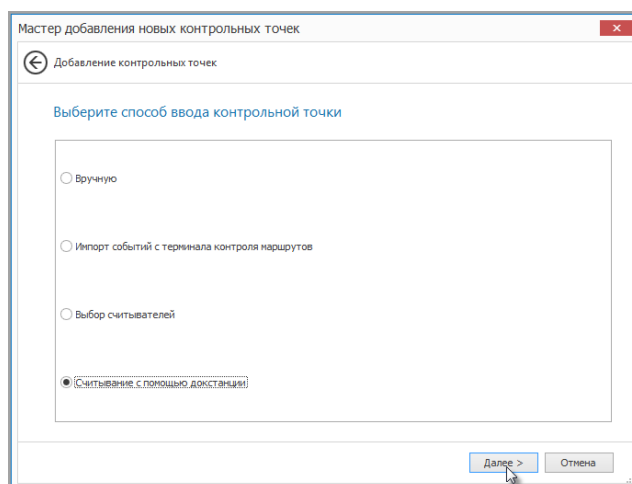 Мастер добавления новых контрольных точек
Добавление контрольных точек
Выберите способ ввода контрольной точки
Вручную
Импорт событий с терминала контроля маршрутов
Выбор считывателей
Считывание с помощью докстанции
Далее > Отмена